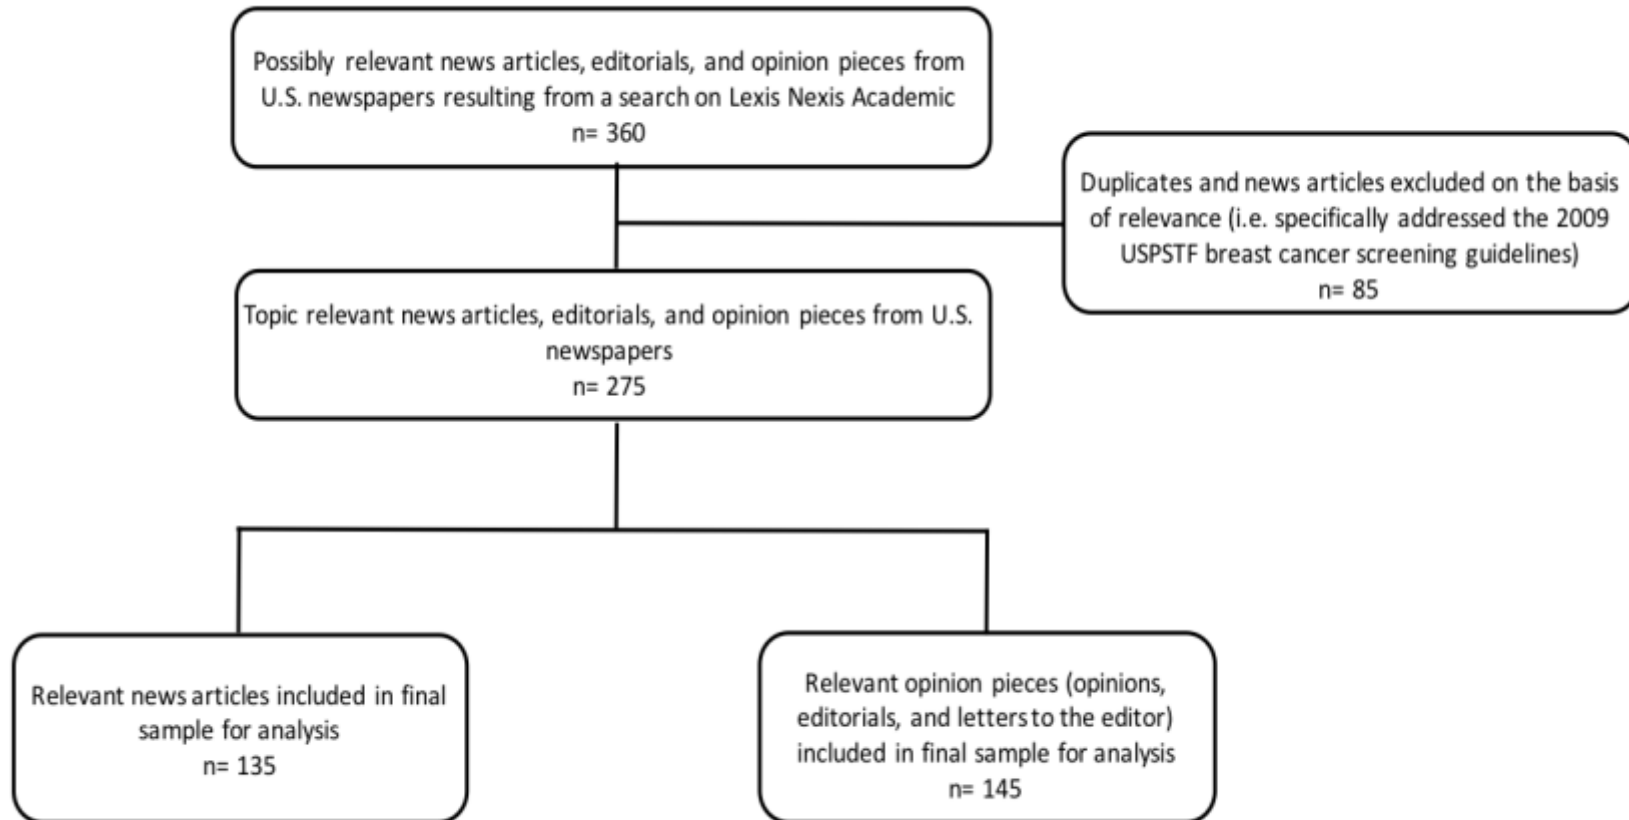 Possibly relevant news articles, editorials, and opinion pieces from
U.S. newspapers resulting from a search on Lexis Nexis Academic
n= 360
Duplicates and news articles excluded on the basis
of relevance (i.e. specifically addressed the 2009
USPSTF breast cancer screening guidelines)
n= 85
Topic relevant news articles, editorials, and opinion pieces from U.S.
newspapers
n= 275
Relevant news articles included in final
sample for analysis
n= 135
Relevant opinion pieces (opinions,
editorials, and letters to the editor)
included in final sample for analysis
n= 145